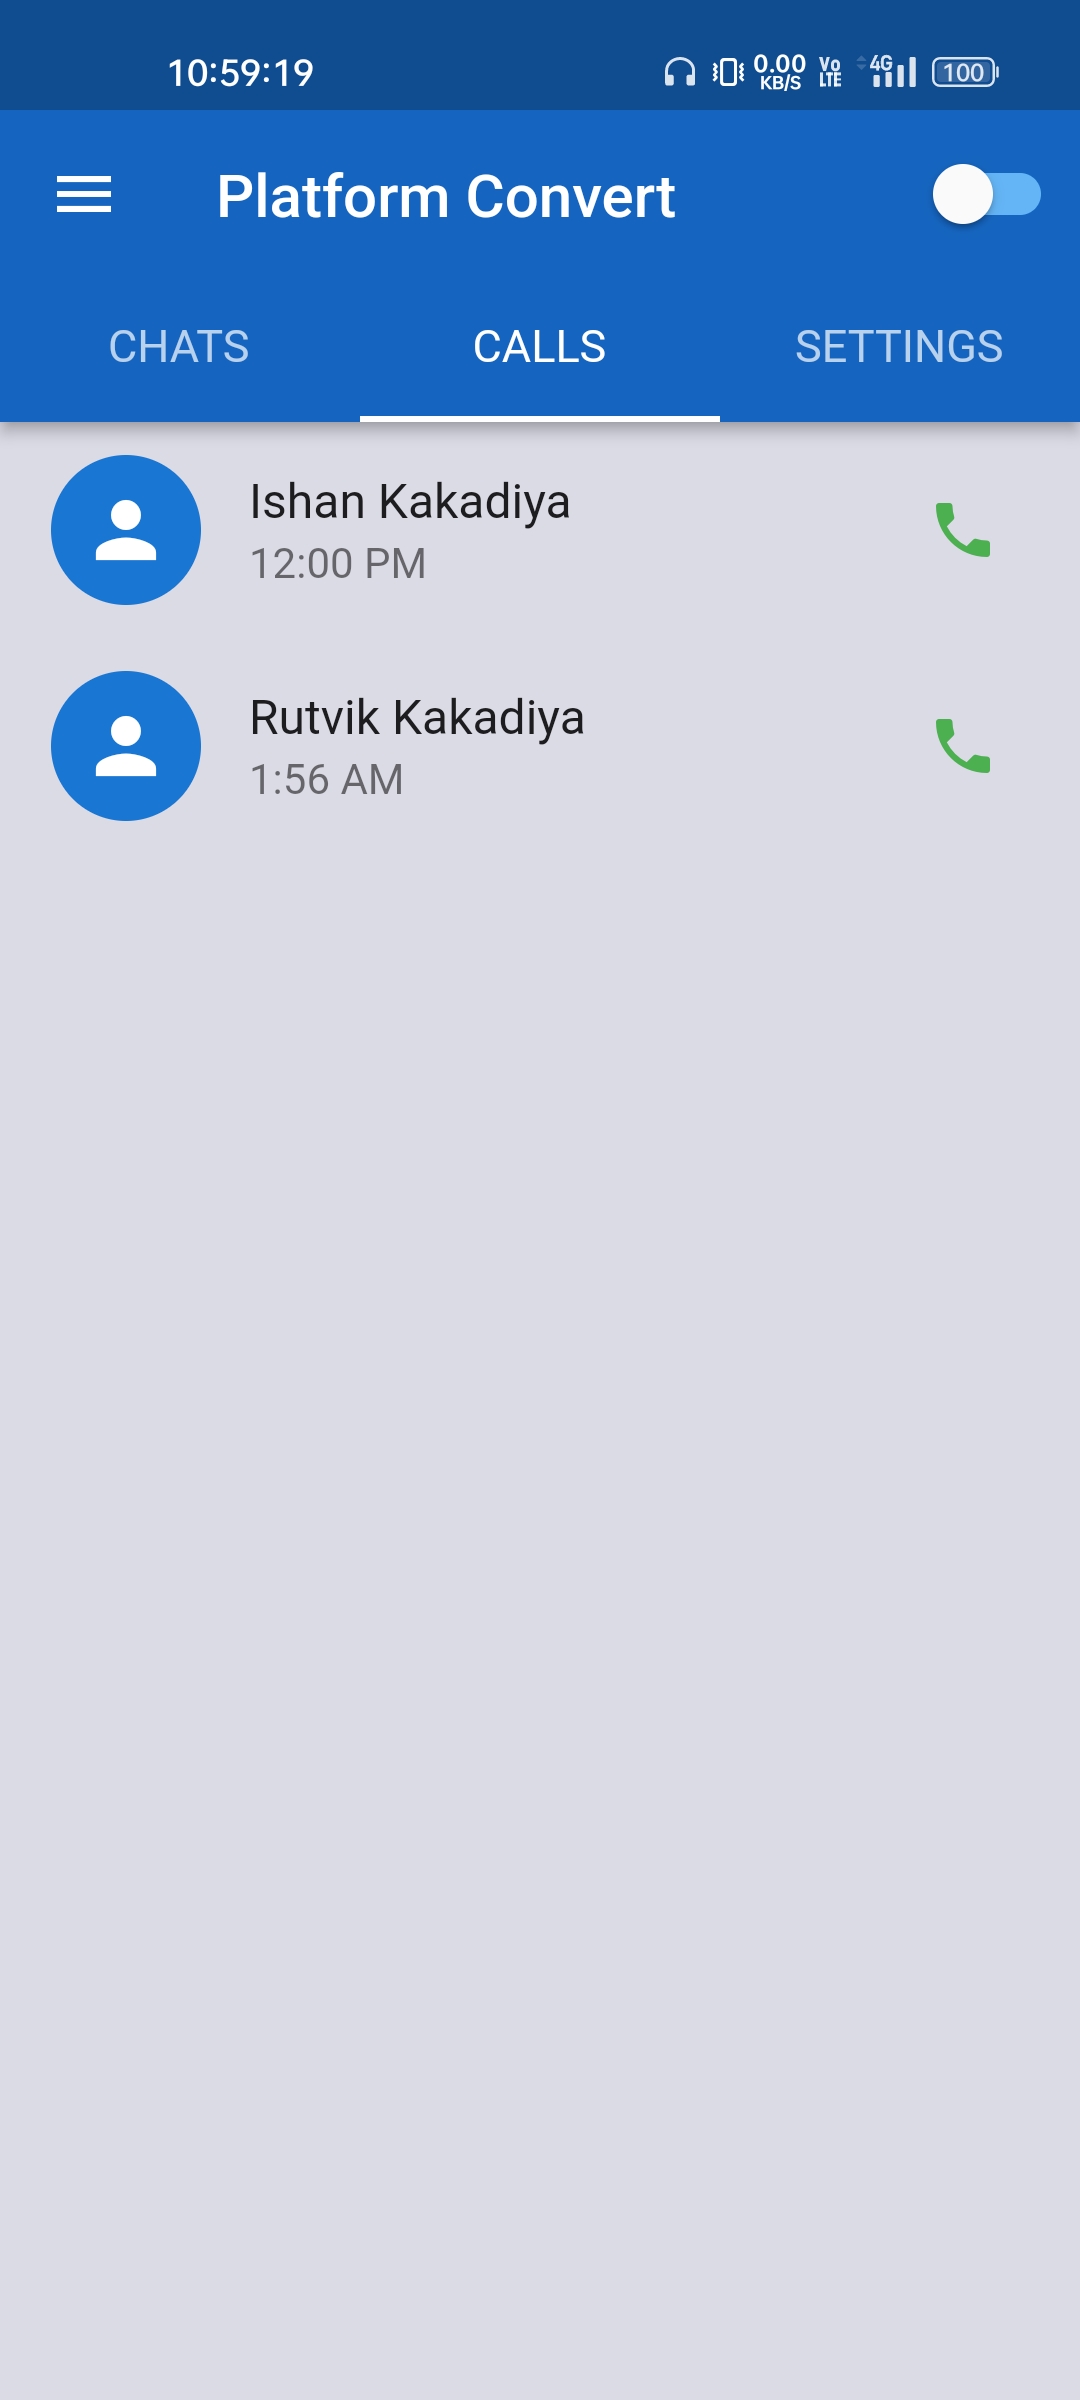 10:59:19
0.00
KB/S
Vo
LTE
4G
100
Platform Convert
CHATS
CALLS
SETTINGS
Ishan Kakadiya
12:00 PM
Rutvik Kakadiya
1:56 AM